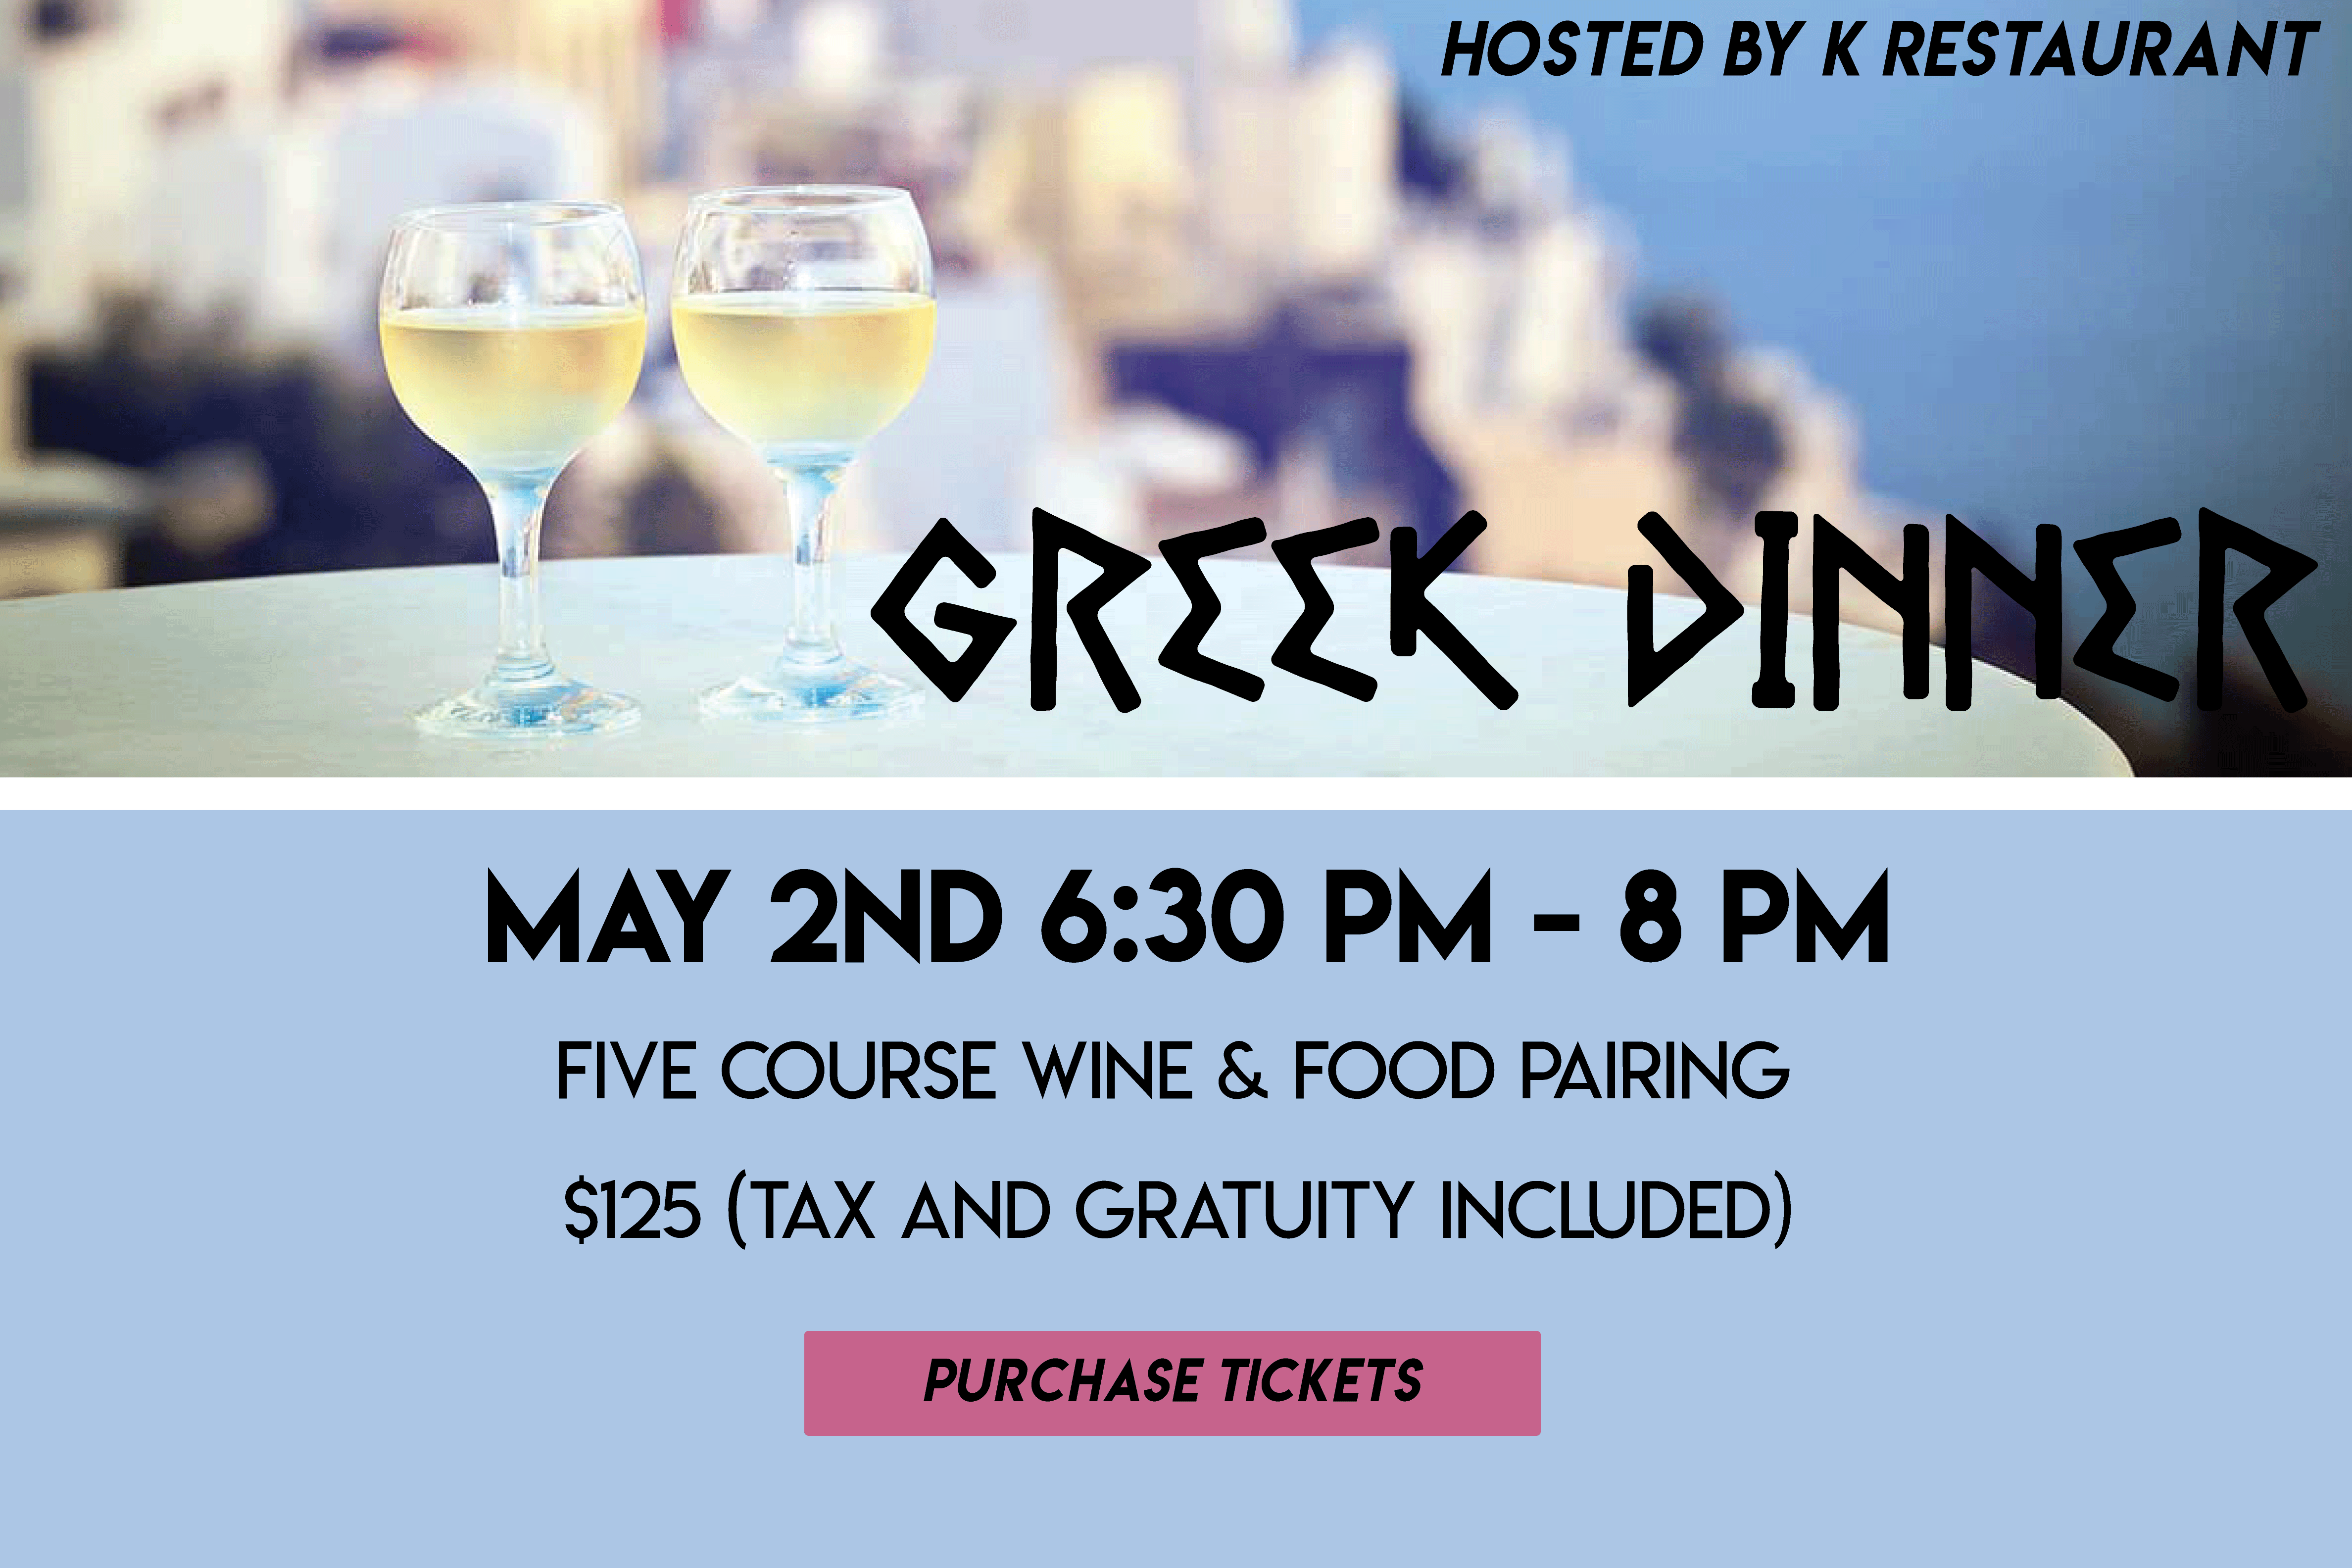 HOSTED BY K RESTAURANT
GREEK DINNER
MAY 2ND 6:30 PM - 8 PM
FIVE COURSE WINE & FOOD PAIRING
$125 (TAX AND GRATUITY INCLUDED)
PURCHASE TICKETS